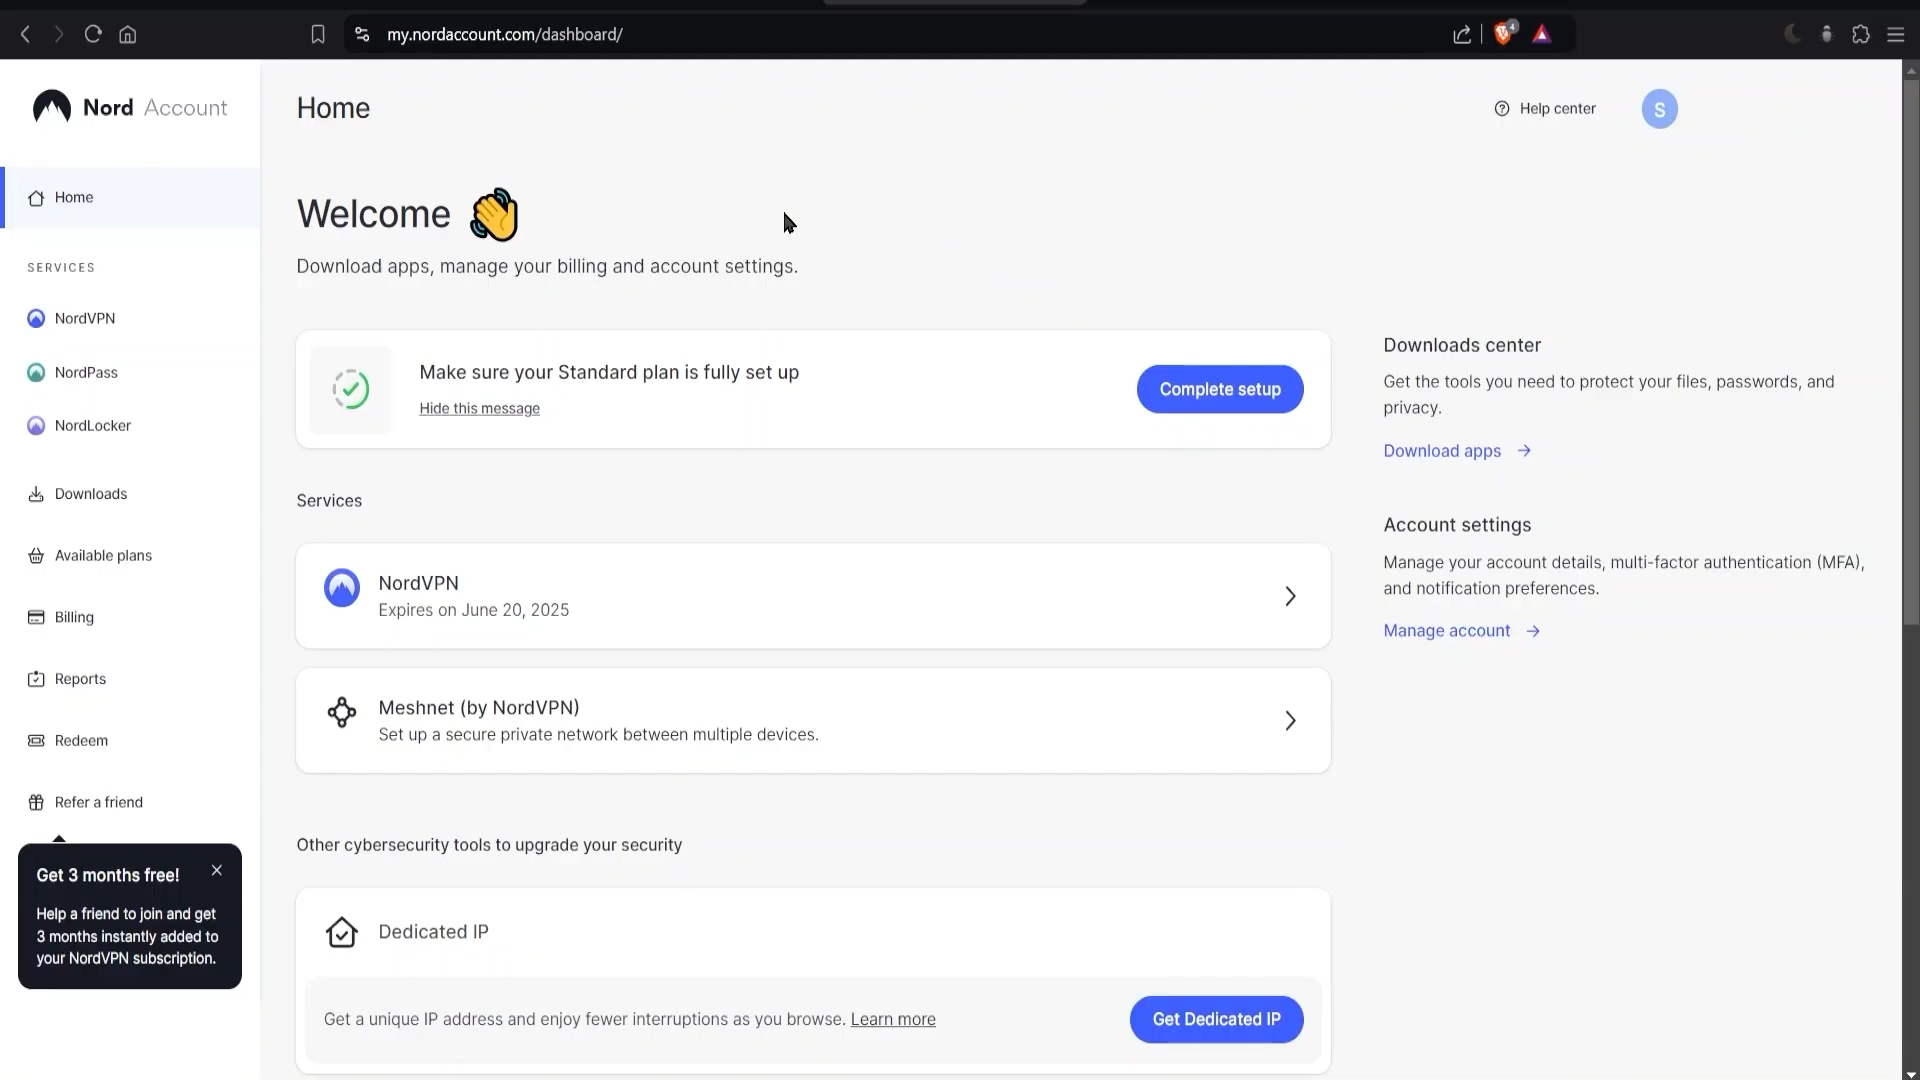 my.nordaccount.com/dashboard/
4
Nord Account
Home
Help center
S
Home
SERVICES
NordVPN
NordPass
NordLocker
Downloads
Available plans
Billing
Reports
Redeem
Refer a friend
Get 3 months free!
Help a friend to join and get
3 months instantly added to
your NordVPN subscription.
Welcome
Download apps, manage your billing and account settings.
Make sure your Standard plan is fully set up
Hide this message
Complete setup
Services
NordVPN
Expires on June 20, 2025
Meshnet (by NordVPN)
Set up a secure private network between multiple devices.
Other cybersecurity tools to upgrade your security
Dedicated IP
Get a unique IP address and enjoy fewer interruptions as you browse. Learn more
Get Dedicated IP
Downloads center
Get the tools you need to protect your files, passwords, and
privacy.
Download apps
Account settings
Manage your account details, multi-factor authentication (MFA),
and notification preferences.
Manage account